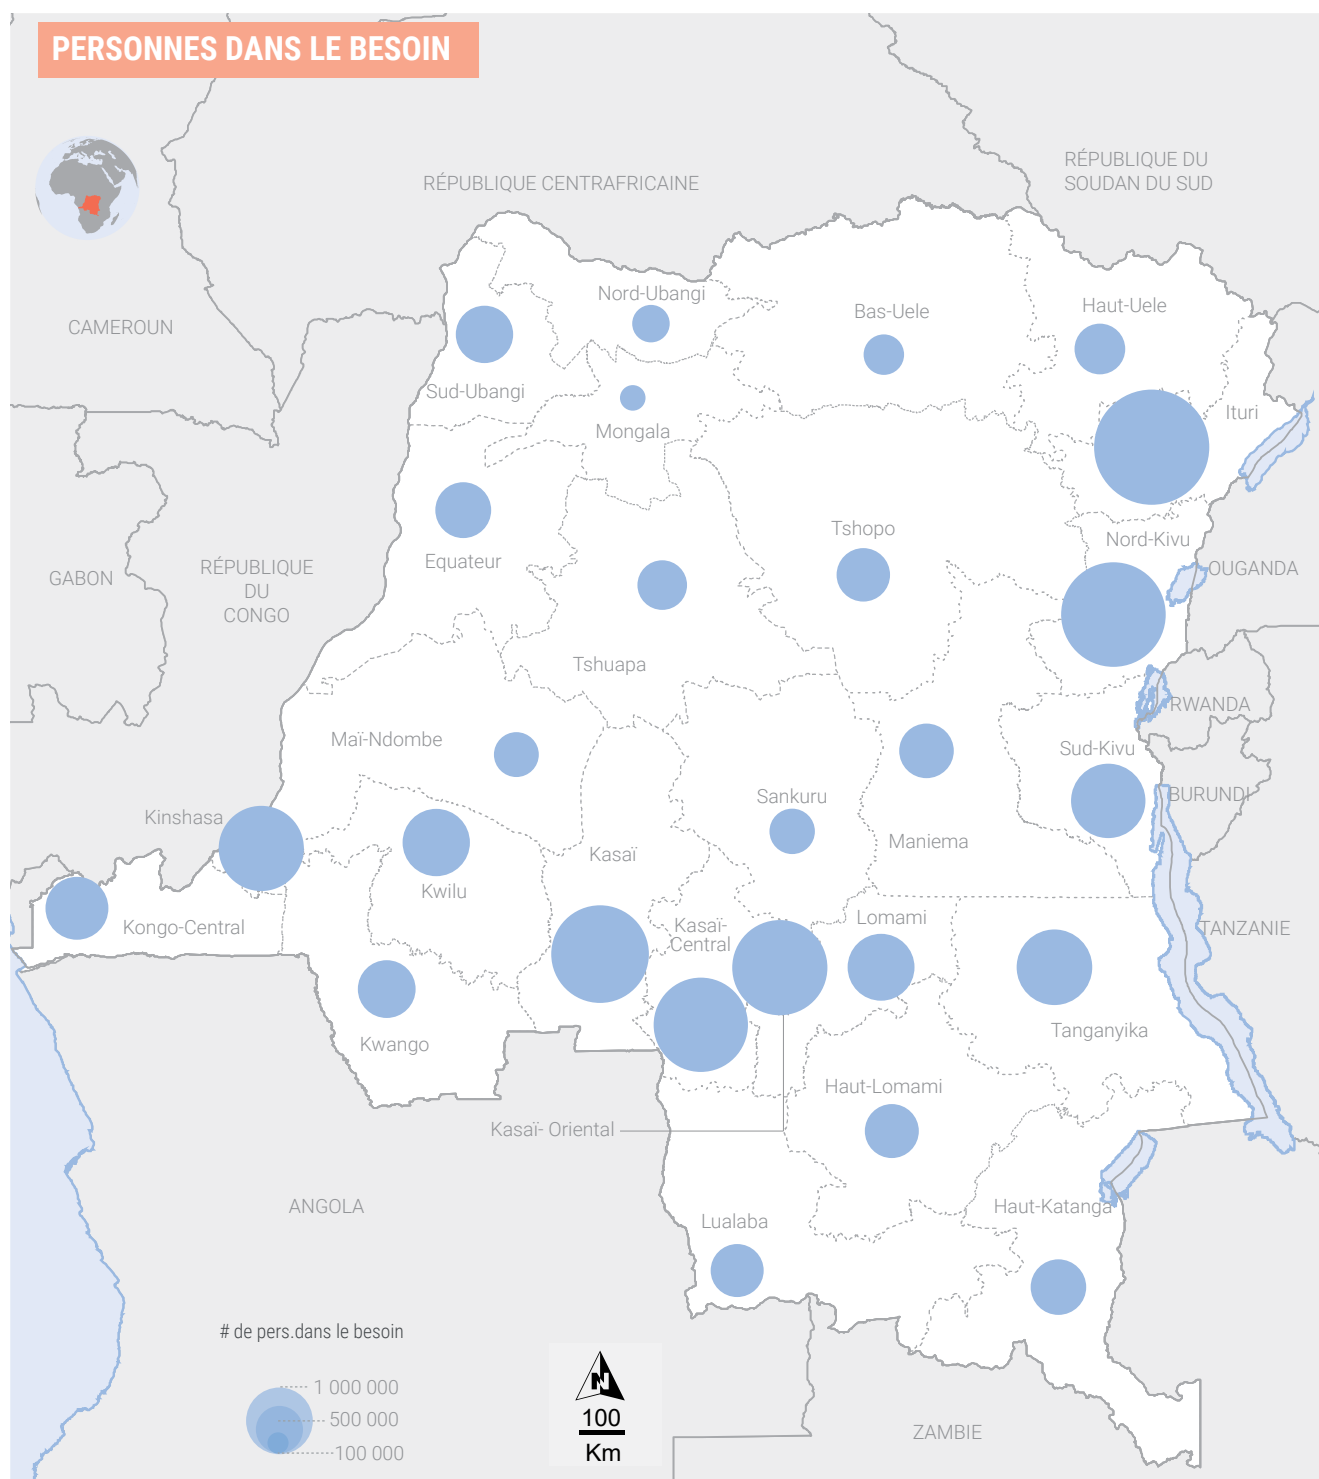 PERSONNES DANS LE BESOIN
RÉPUBLIQUE DU
SOUDAN DU SUD
RÉPUBLIQUE CENTRAFRICAINE
CAMEROUN
Nord-Ubangi
Bas-Uele
Haut-Uele
Sud-Ubangi
Mongala
Ituri
Tshopo
Nord-Kivu
Equateur
OUGANDA
GABON
RÉPUBLIQUE
DU
CONGO
Tshuapa
RWANDA
Maï-Ndombe
Sud-Kivu
Sankuru
BURUNDI
Kinshasa
Kasaï
Maniema
Kwilu
Kongo-Central
Kasaï-
Central
Lomami
TANZANIE
Kwango
Tanganyika
Haut-Lomami
Kasaï- Oriental
ANGOLA
Haut-Katanga
Lualaba
# de pers.dans le besoin
1 000 000
500 000
100 000
N
100
Km
ZAMBIE